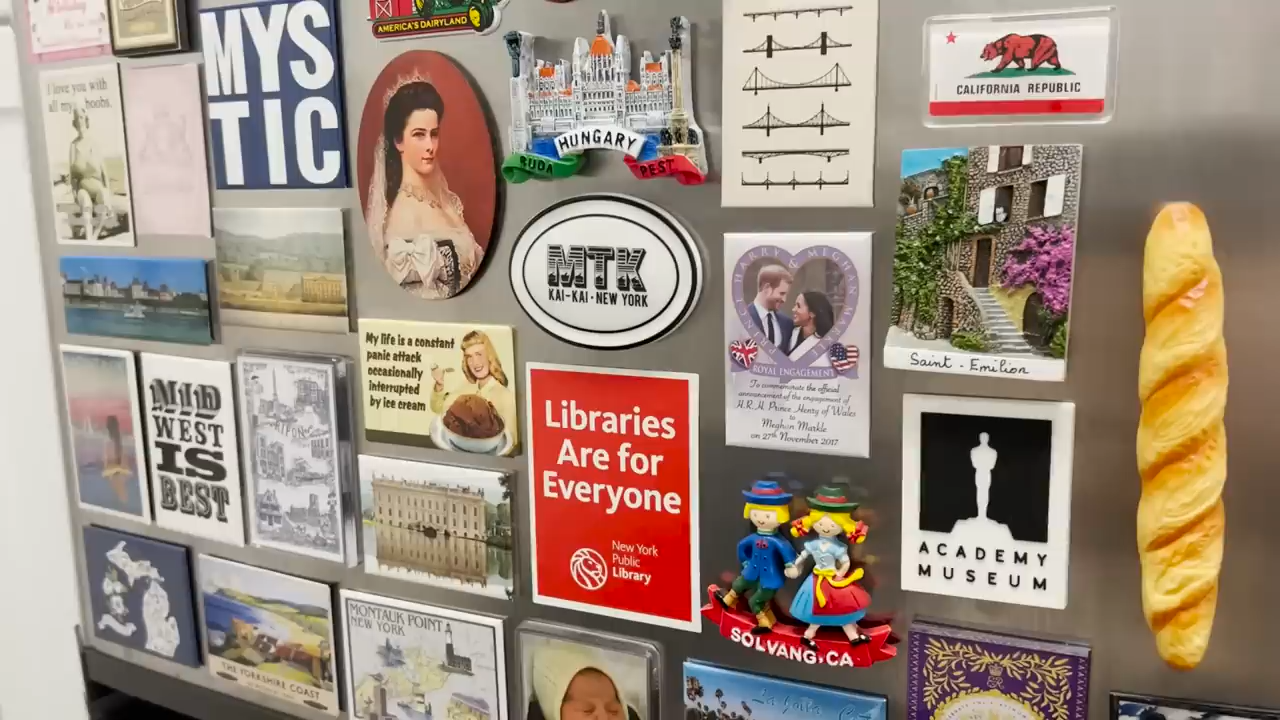 AMERICA'S DAIRYLAND
MYS
TIC
I love you with
all my boobs.
HUNGARY
BUDA
PEST
CALIFORNIA REPUBLIC
MTK
KAI-KAI · NEW YORK
HARRY & MEGHAN
ROYAL ENGAGEMENT
To commemorate the official
announcement of the engagement of
H.R.H. Prince Henry of Wales
to
Meghan Markle
on 27th November 2017
Saint - Emilion
My life is a constant
panic attack
occasionally
interrupted
by ice cream
MID
WEST
IS
BEST
RIPON
Libraries
Are for
Everyone
New York
Public
Library
ACADEMY
MUSEUM
SOLVANG, CA
THE YORKSHIRE COAST
MONTAUK POINT
NEW YORK
La Jolla